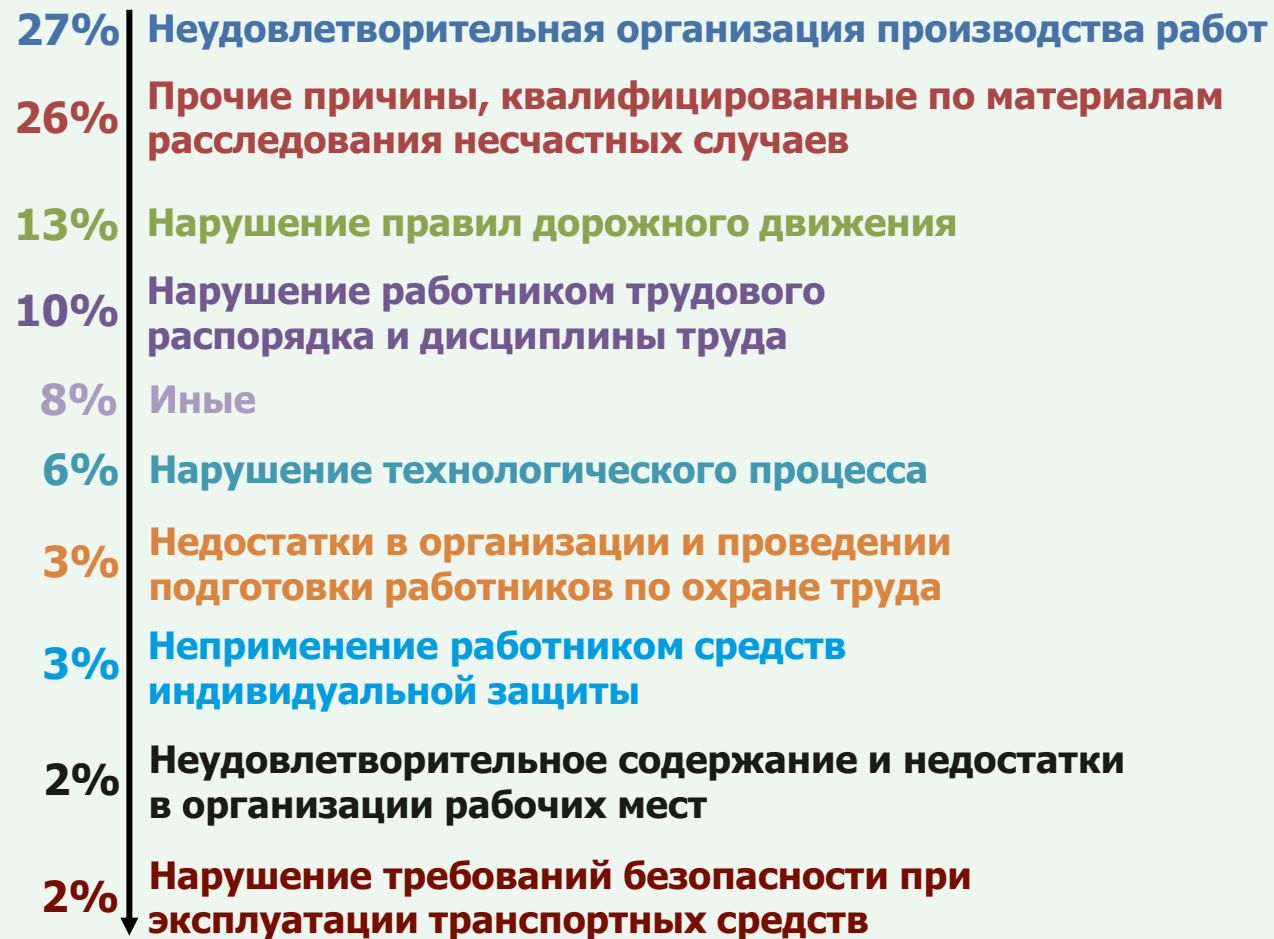 27% Неудовлетворительная организация производства работ
26% Прочие причины, квалифицированные по материалам
расследования несчастных случаев
13% Нарушение правил дорожного движения
10% Нарушение работником трудового
распорядка и дисциплины труда
8% Иные
6% Нарушение технологического процесса
3% Недостатки в организации и проведении
подготовки работников по охране труда
3% Неприменение работником средств
индивидуальной защиты
2% Неудовлетворительное содержание и недостатки
в организации рабочих мест
2% Нарушение требований безопасности при
эксплуатации транспортных средств